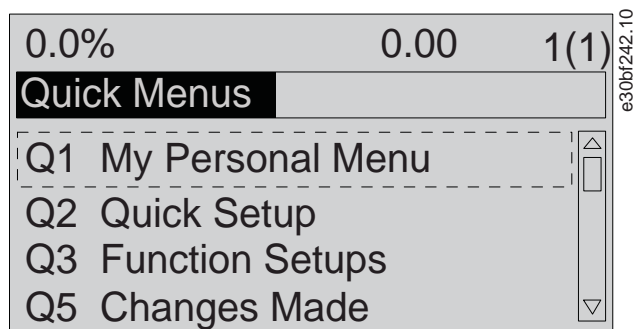 0.0% 0.00 1(1)
Quick Menus
Q1 My Personal Menu
Q2 Quick Setup
Q3 Function Setups
Q5 Changes Made
e30bf242.10